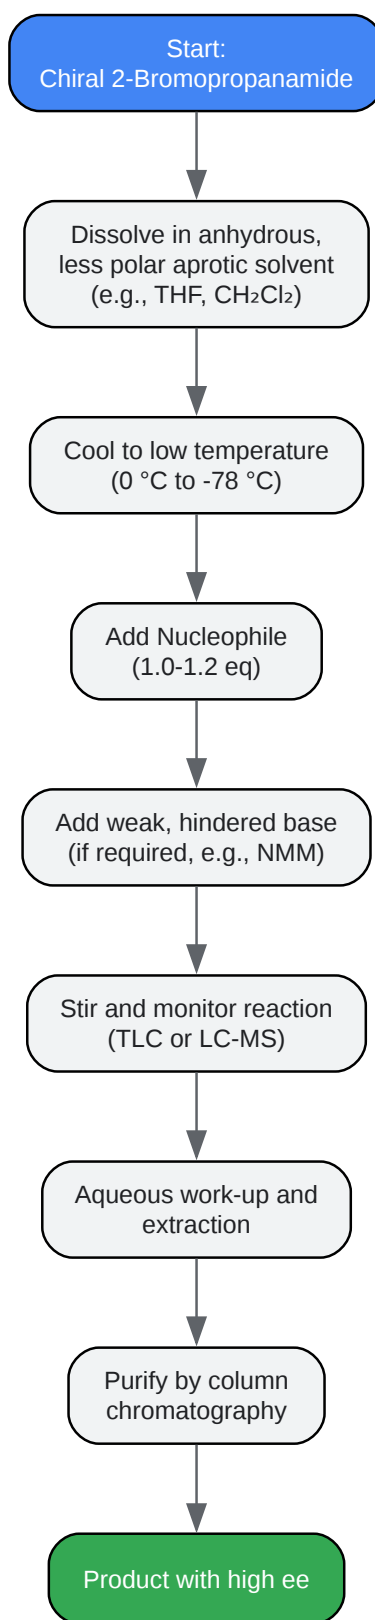 Start:
Chiral 2-Bromopropanamide
Dissolve in anhydrous,
less polar aprotic solvent
(e.g., THF, CH₂Cl₂)
Cool to low temperature
(0 °C to -78 °C)
Add Nucleophile
(1.0-1.2 eq)
Add weak, hindered base
(if required, e.g., NMM)
Stir and monitor reaction
(TLC or LC-MS)
Aqueous work-up and
extraction
Purify by column
chromatography
Product with high ee